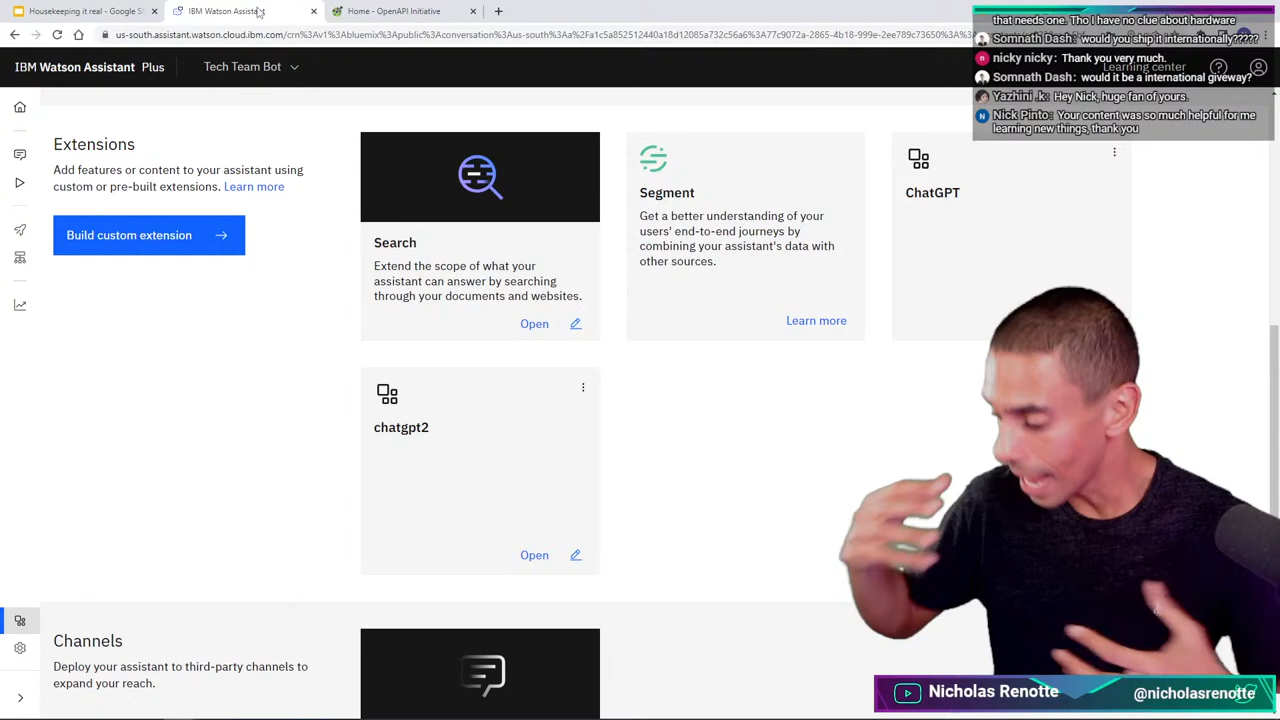 Housekeeping it real - Google S
IBM Watson Assistant
Home - OpenAPI Initiative
IBM Watson Assistant Plus
Tech Team Bot
Learning center
that needs one. Tho I have no clue about hardware
Somnath Dash: would you ship it internationally?????
nicky nicky: Thank you very much.
Somnath Dash: would it be a international giveway?
Yazhini .k: Hey Nick, huge fan of yours.
Nick Pinto: Your content was so much helpful for me
learning new things, thank you
Extensions
Add features or content to your assistant using
custom or pre-built extensions. Learn more
Build custom extension
Search
Extend the scope of what your
assistant can answer by searching
through your documents and websites.
Open
Segment
Get a better understanding of your
users' end-to-end journeys by
combining your assistant's data with
other sources.
Learn more
ChatGPT
chatgpt2
Open
Channels
Deploy your assistant to third-party channels to
expand your reach.
Nicholas Renotte
@nicholasrenotte